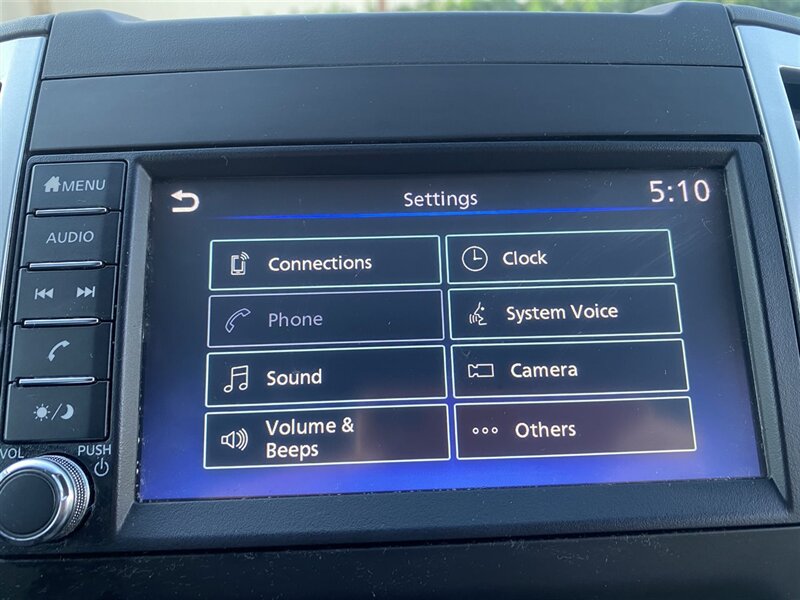 MENU
AUDIO
VOL
PUSH
Settings
5:10
Connections
Clock
Phone
System Voice
Sound
Camera
Volume &
Beeps
Others